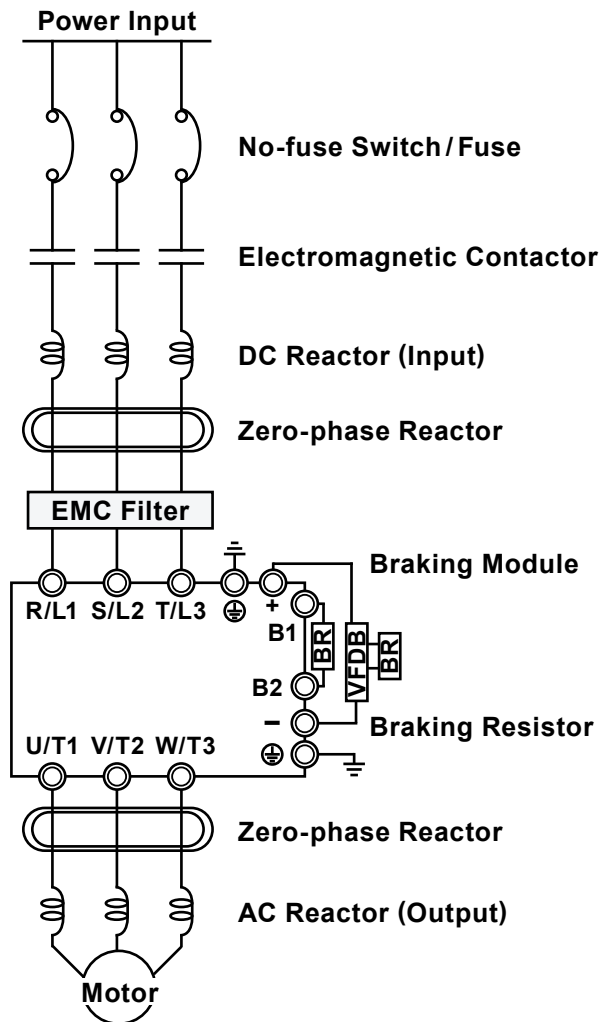 Power Input
No-fuse Switch / Fuse
Electromagnetic Contactor
DC Reactor (Input)
Zero-phase Reactor
EMC Filter
Braking Module
R/L1 S/L2 T/L3
+
B1
BR
VFDB
BR
B2
−
Braking Resistor
U/T1 V/T2 W/T3
Zero-phase Reactor
AC Reactor (Output)
Motor